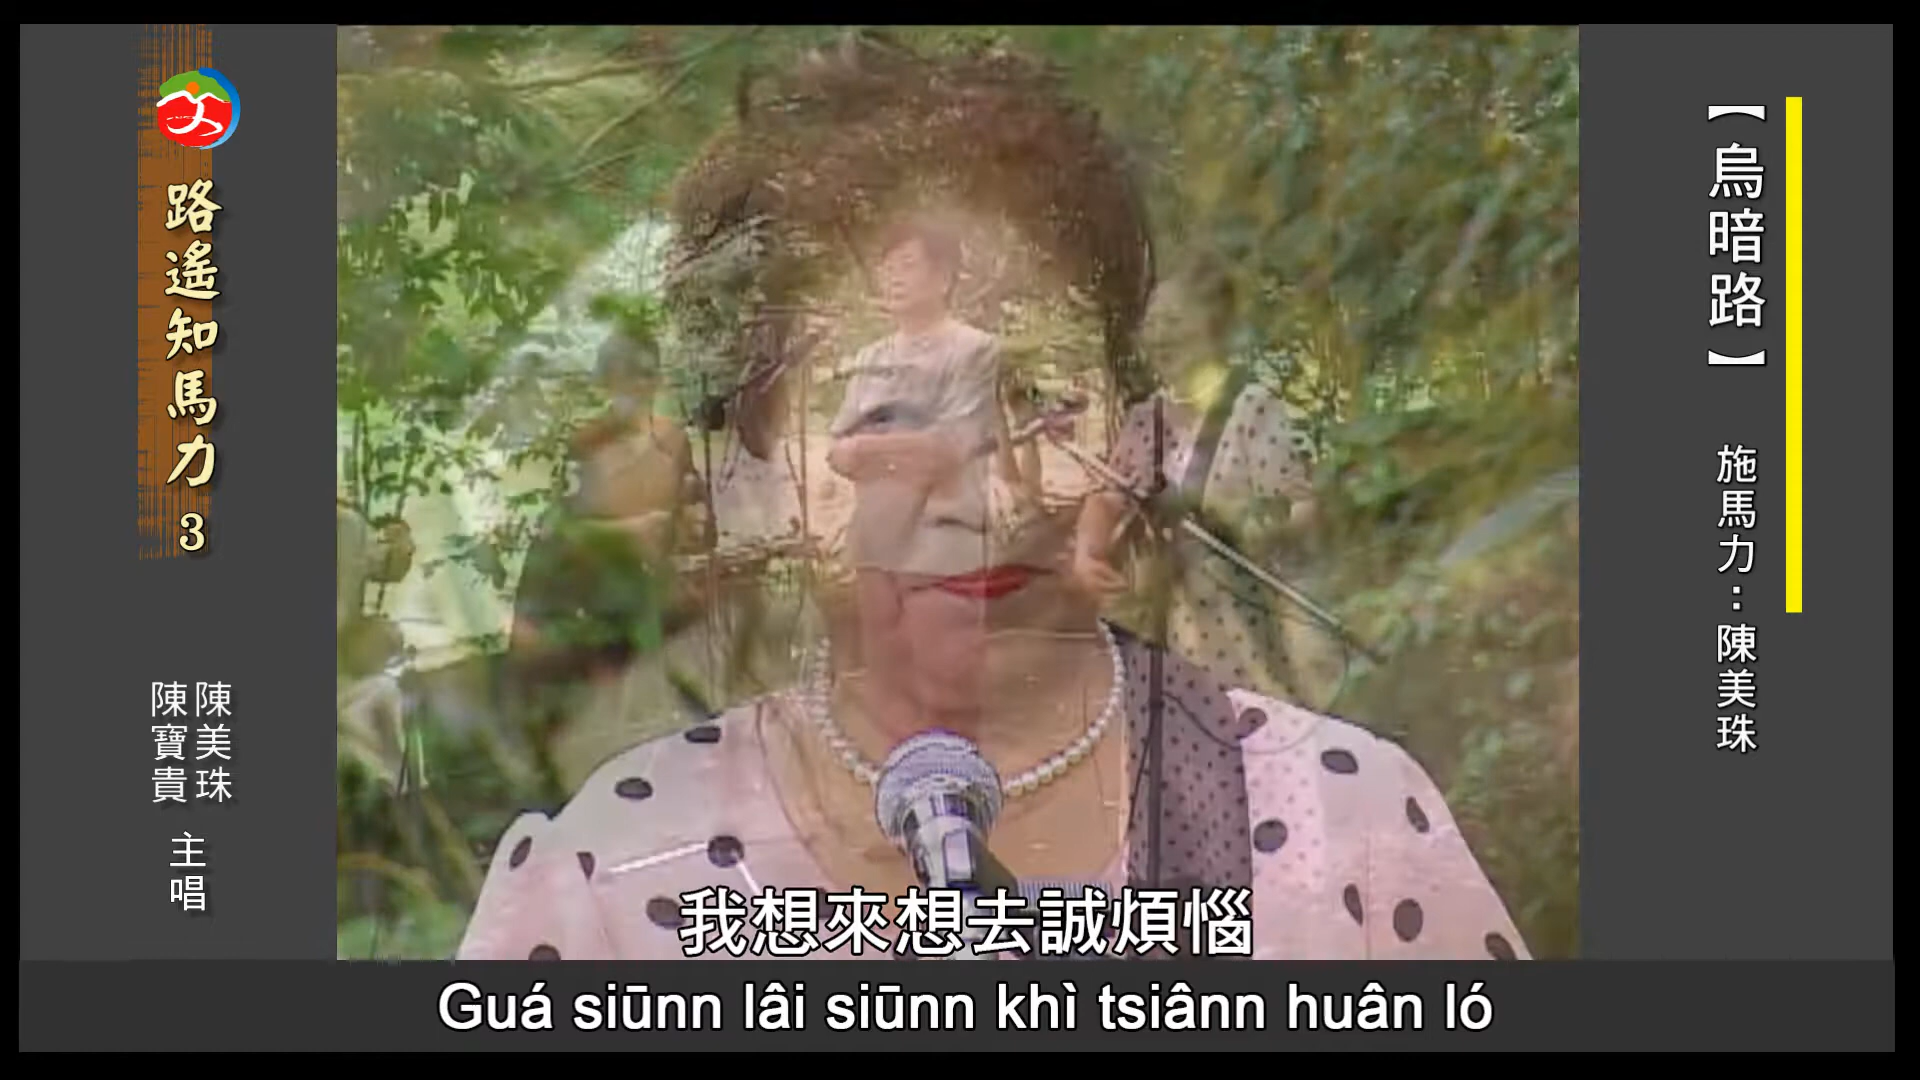 路遙知馬力 3
陳美珠
陳寶貴
主唱
【烏暗路】
施馬力：陳美珠
我想來想去誠煩惱
Guá siūnn lâi siūnn khì tsiânn huân ló